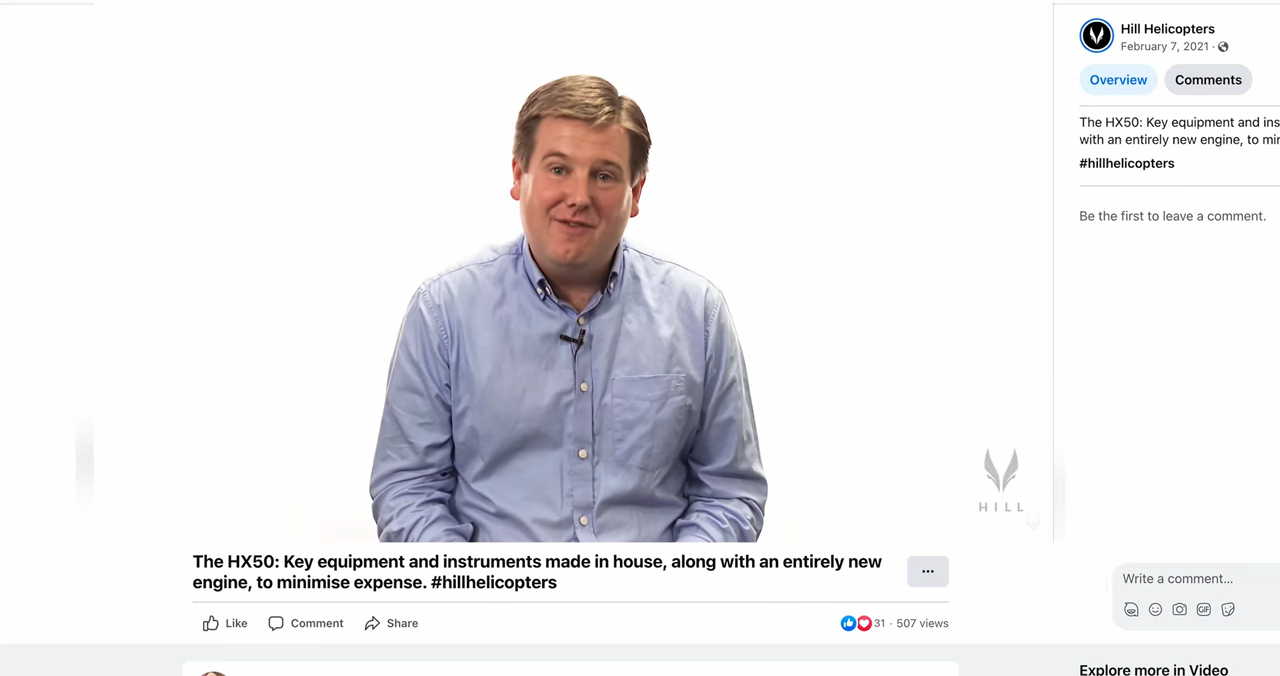 Hill Helicopters
February 7, 2021 ·
Overview
Comments
The HX50: Key equipment and ins
with an entirely new engine, to mi
#hillhelicopters
Be the first to leave a comment.
HILL
The HX50: Key equipment and instruments made in house, along with an entirely new
engine, to minimise expense. #hillhelicopters
Like
Comment
Share
31 · 507 views
Write a comment...
GIF
Explore more in Video